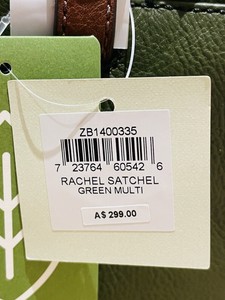 ZB1400335
7 23764 60542 6
RACHEL SATCHEL
GREEN MULTI
A$ 299.00